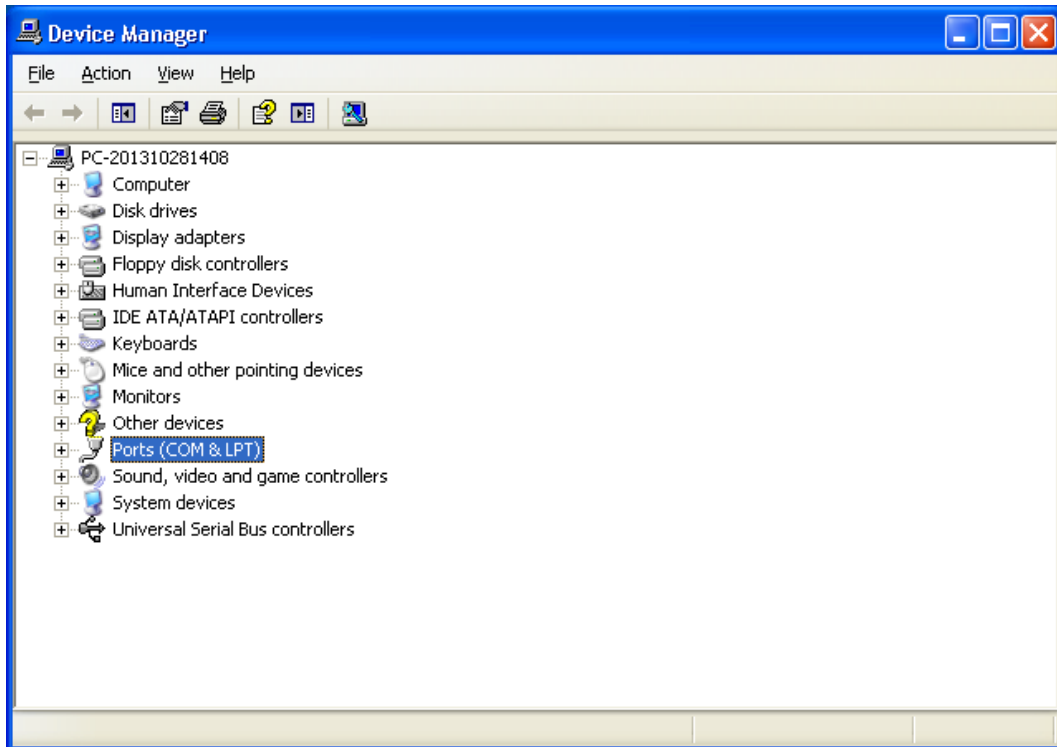 Device Manager
File Action View Help
PC-201310281408
Computer
Disk drives
Display adapters
Floppy disk controllers
Human Interface Devices
IDE ATA/ATAPI controllers
Keyboards
Mice and other pointing devices
Monitors
Other devices
Ports (COM & LPT)
Sound, video and game controllers
System devices
Universal Serial Bus controllers